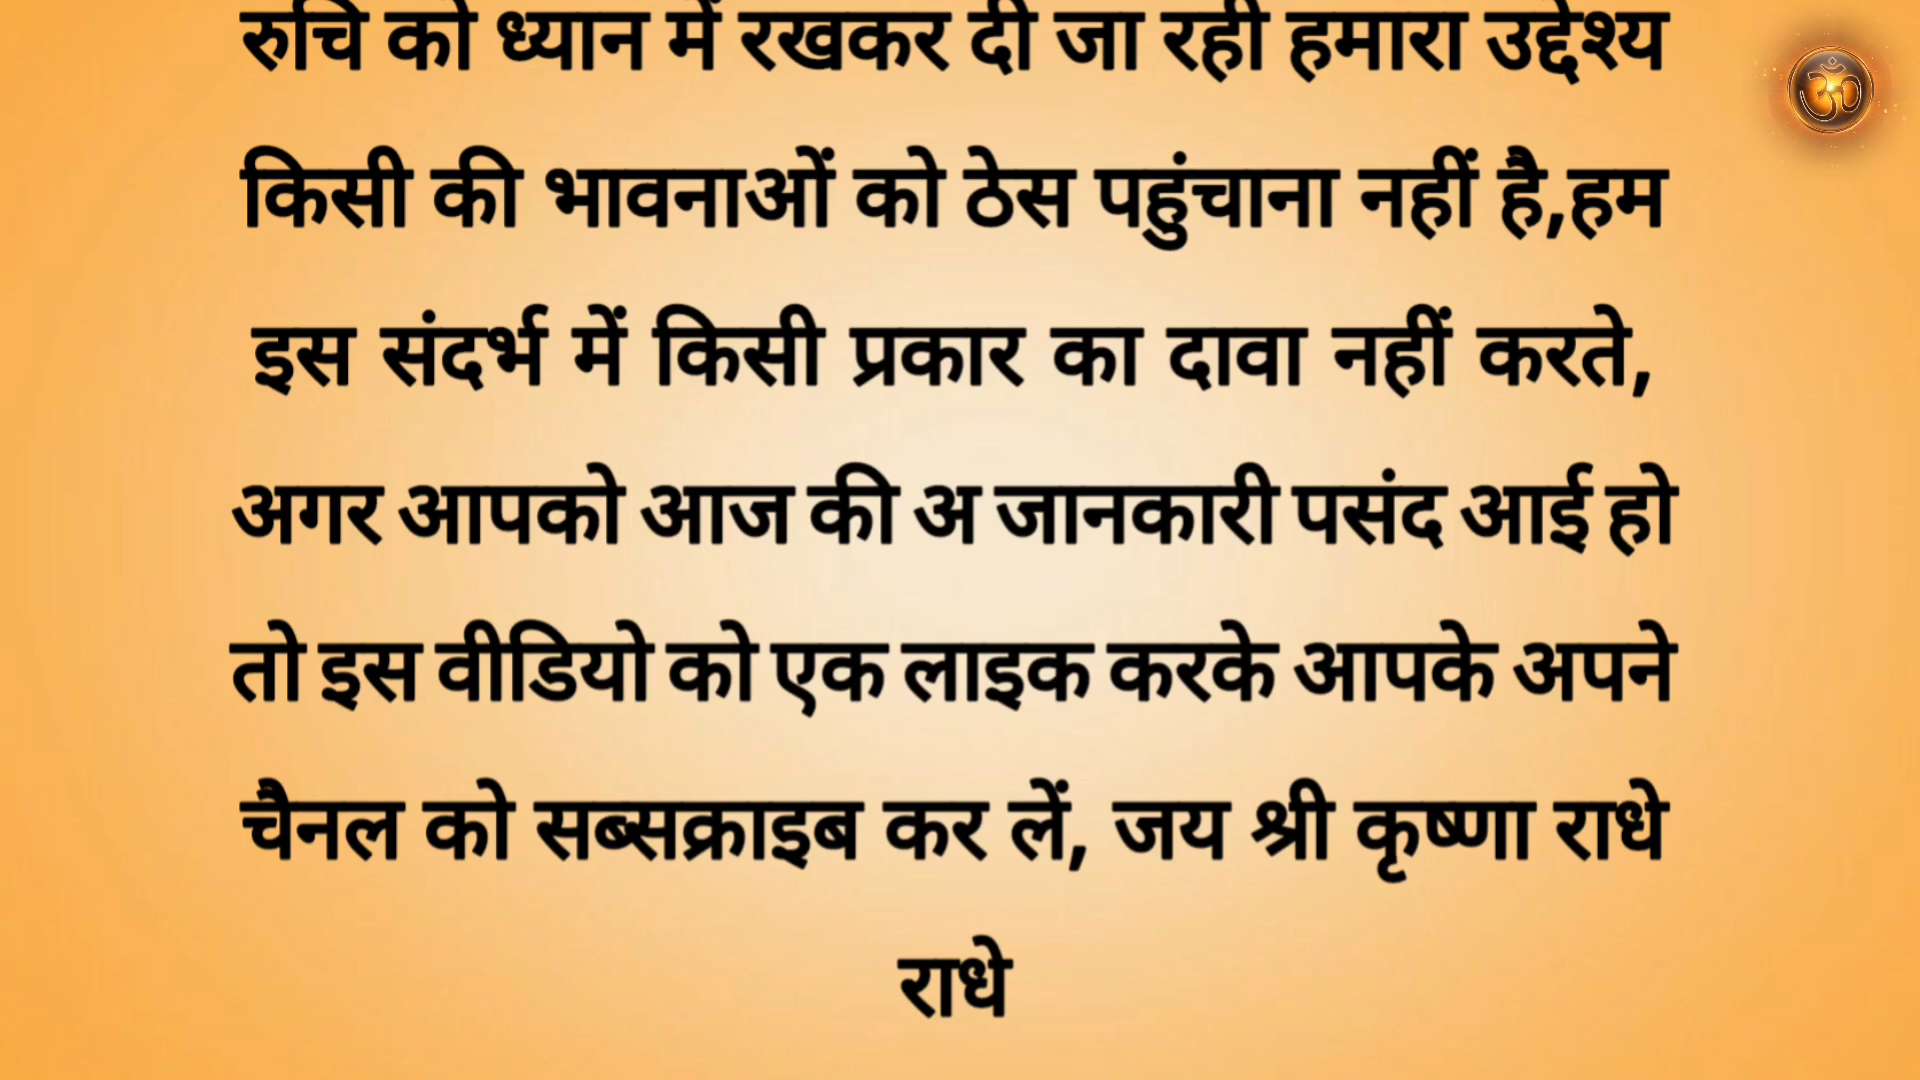 रुचि को ध्यान में रखकर दी जा रही हमारा उद्देश्य
किसी की भावनाओं को ठेस पहुंचाना नहीं है,हम
इस संदर्भ में किसी प्रकार का दावा नहीं करते,
अगर आपको आज की अ जानकारी पसंद आई हो
तो इस वीडियो को एक लाइक करके आपके अपने
चैनल को सब्सक्राइब कर लें, जय श्री कृष्णा राधे
राधे
ॐ